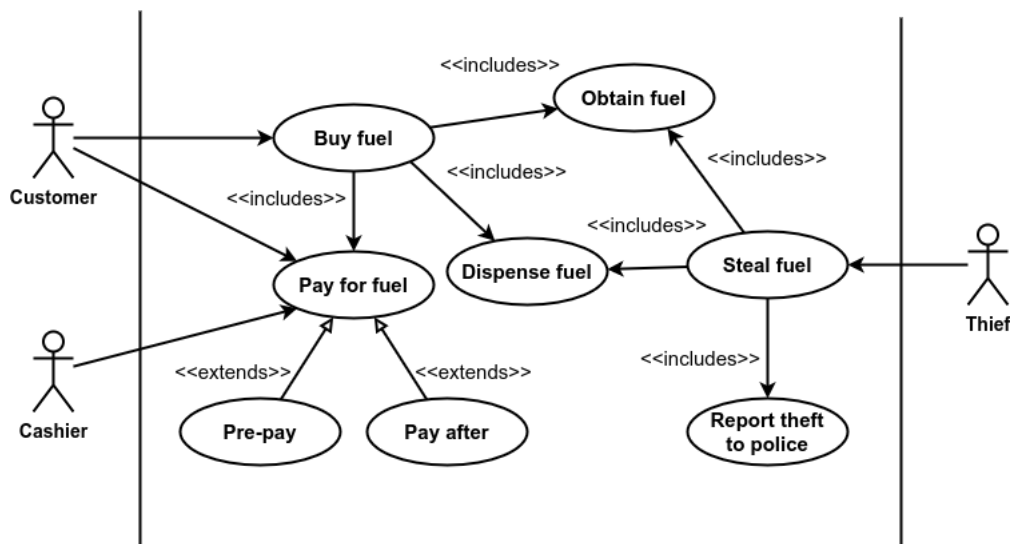 <<includes>>
Obtain fuel
Buy fuel
<<includes>>
<<includes>>
Customer
<<includes>>
<<includes>>
Dispense fuel
Steal fuel
Pay for fuel
Thief
<<includes>>
<<extends>>
<<extends>>
Cashier
Pre-pay
Pay after
Report theft
to police